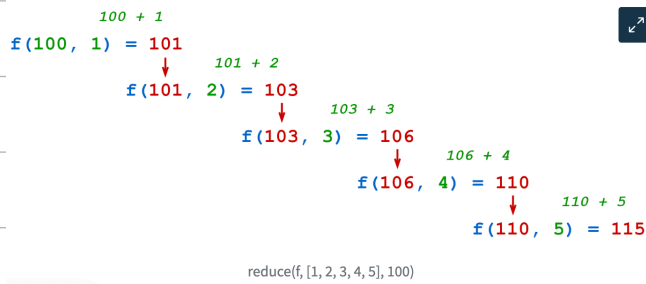 100 + 1
f(100, 1) = 101
101 + 2
f(101, 2) = 103
103 + 3
f(103, 3) = 106
106 + 4
f(106, 4) = 110
110 + 5
f(110, 5) = 115
reduce(f, [1, 2, 3, 4, 5], 100)